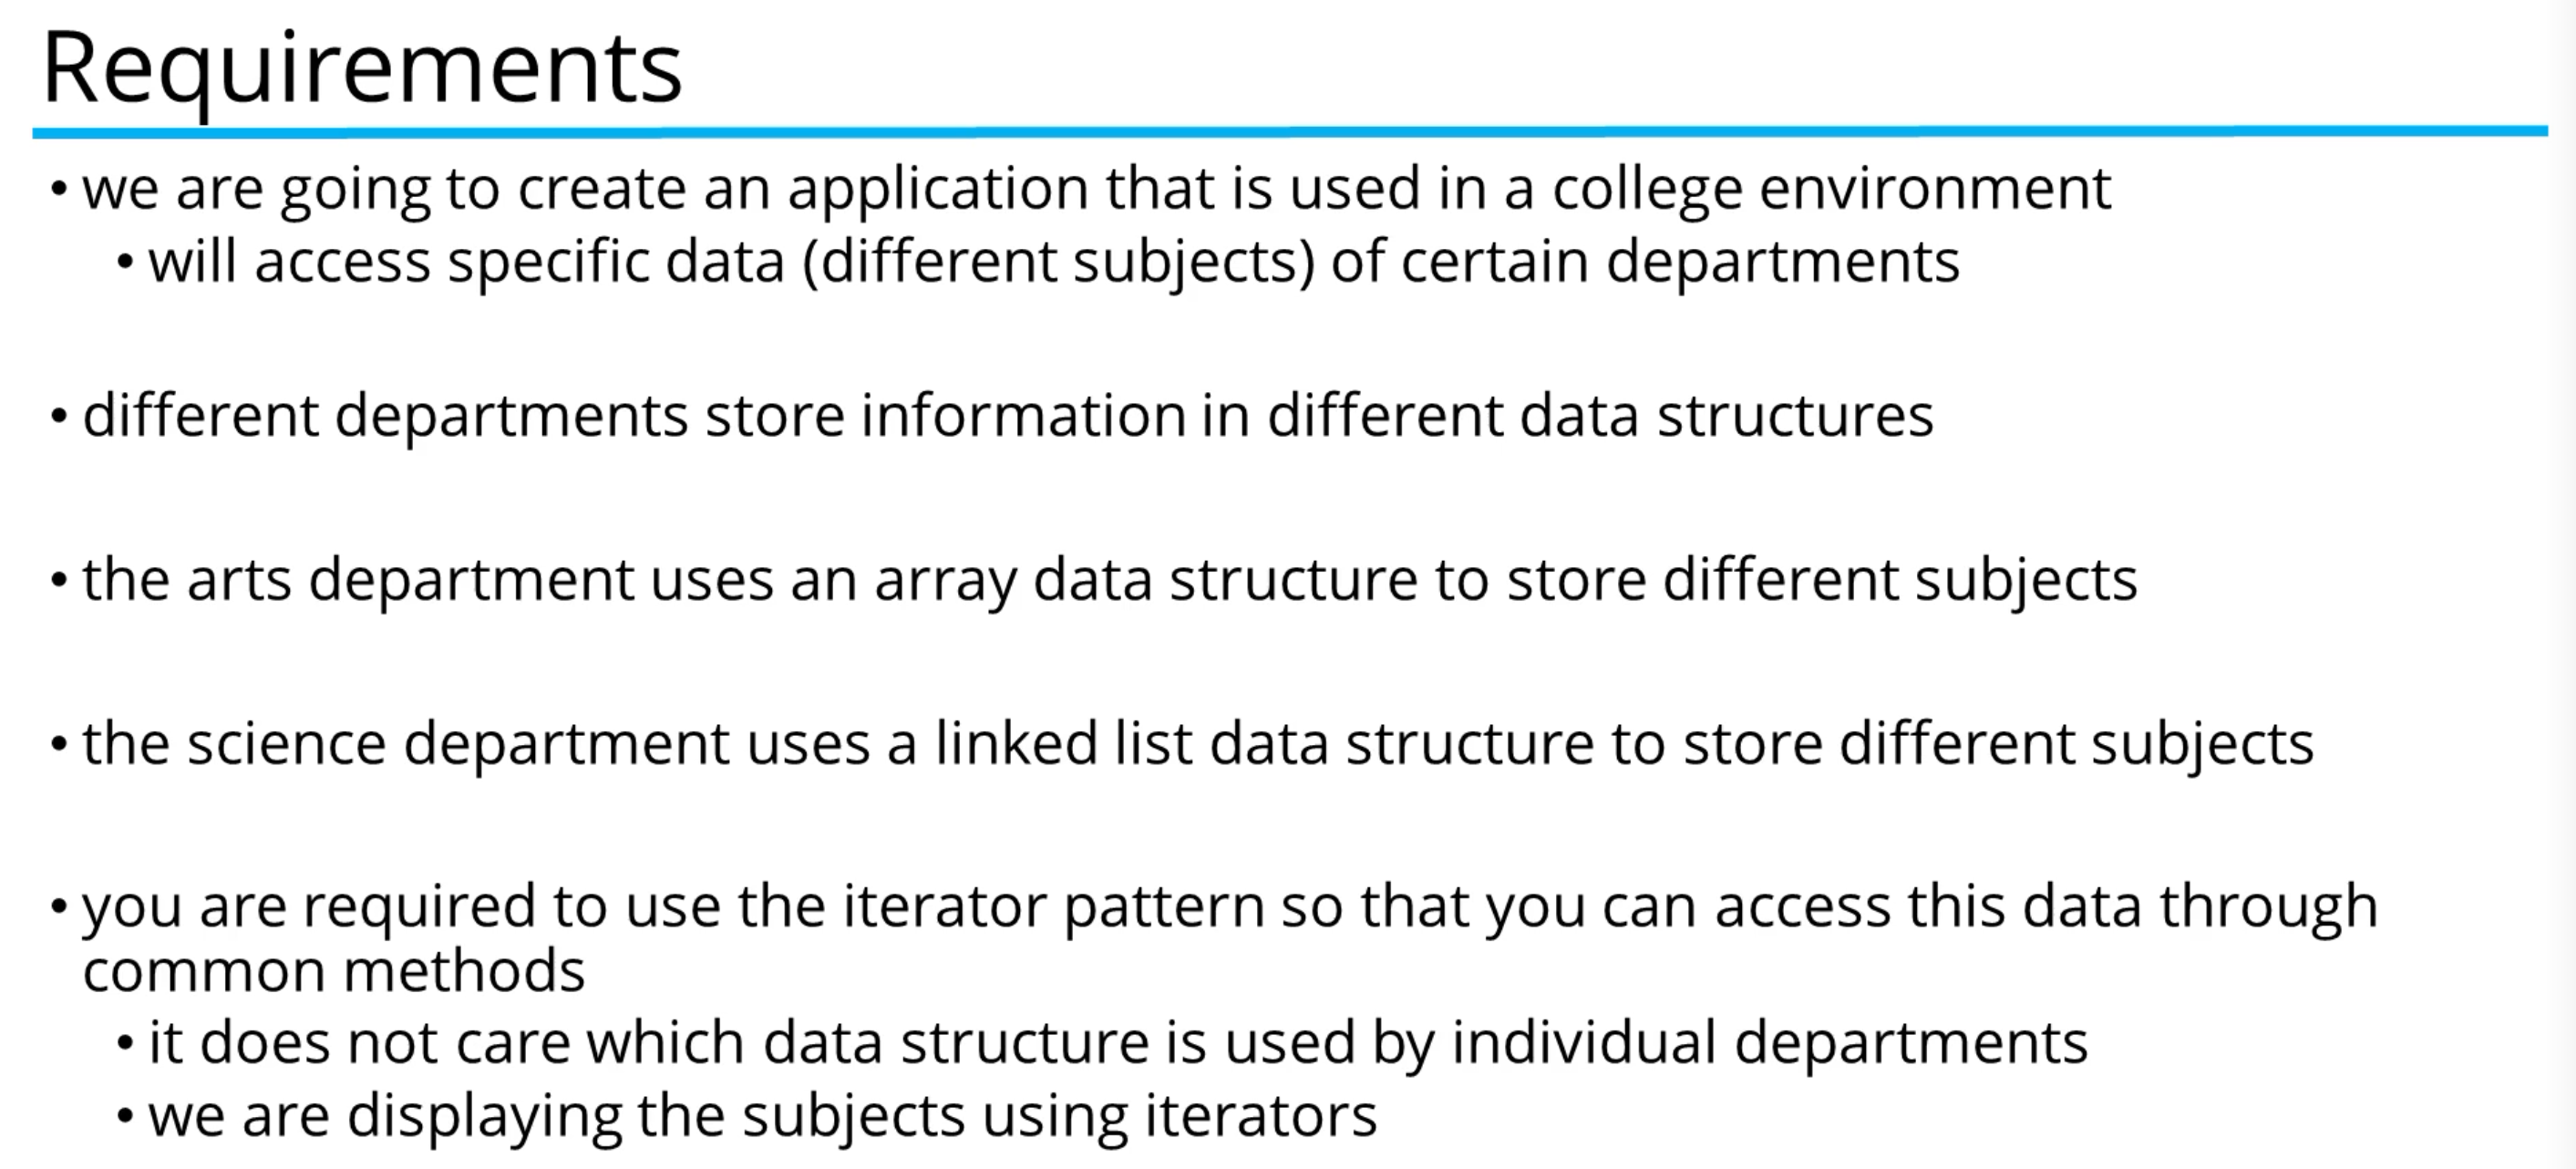 Requirements
• we are going to create an application that is used in a college environment
• will access specific data (different subjects) of certain departments
• different departments store information in different data structures
• the arts department uses an array data structure to store different subjects
• the science department uses a linked list data structure to store different subjects
• you are required to use the iterator pattern so that you can access this data through
common methods
• it does not care which data structure is used by individual departments
• we are displaying the subjects using iterators